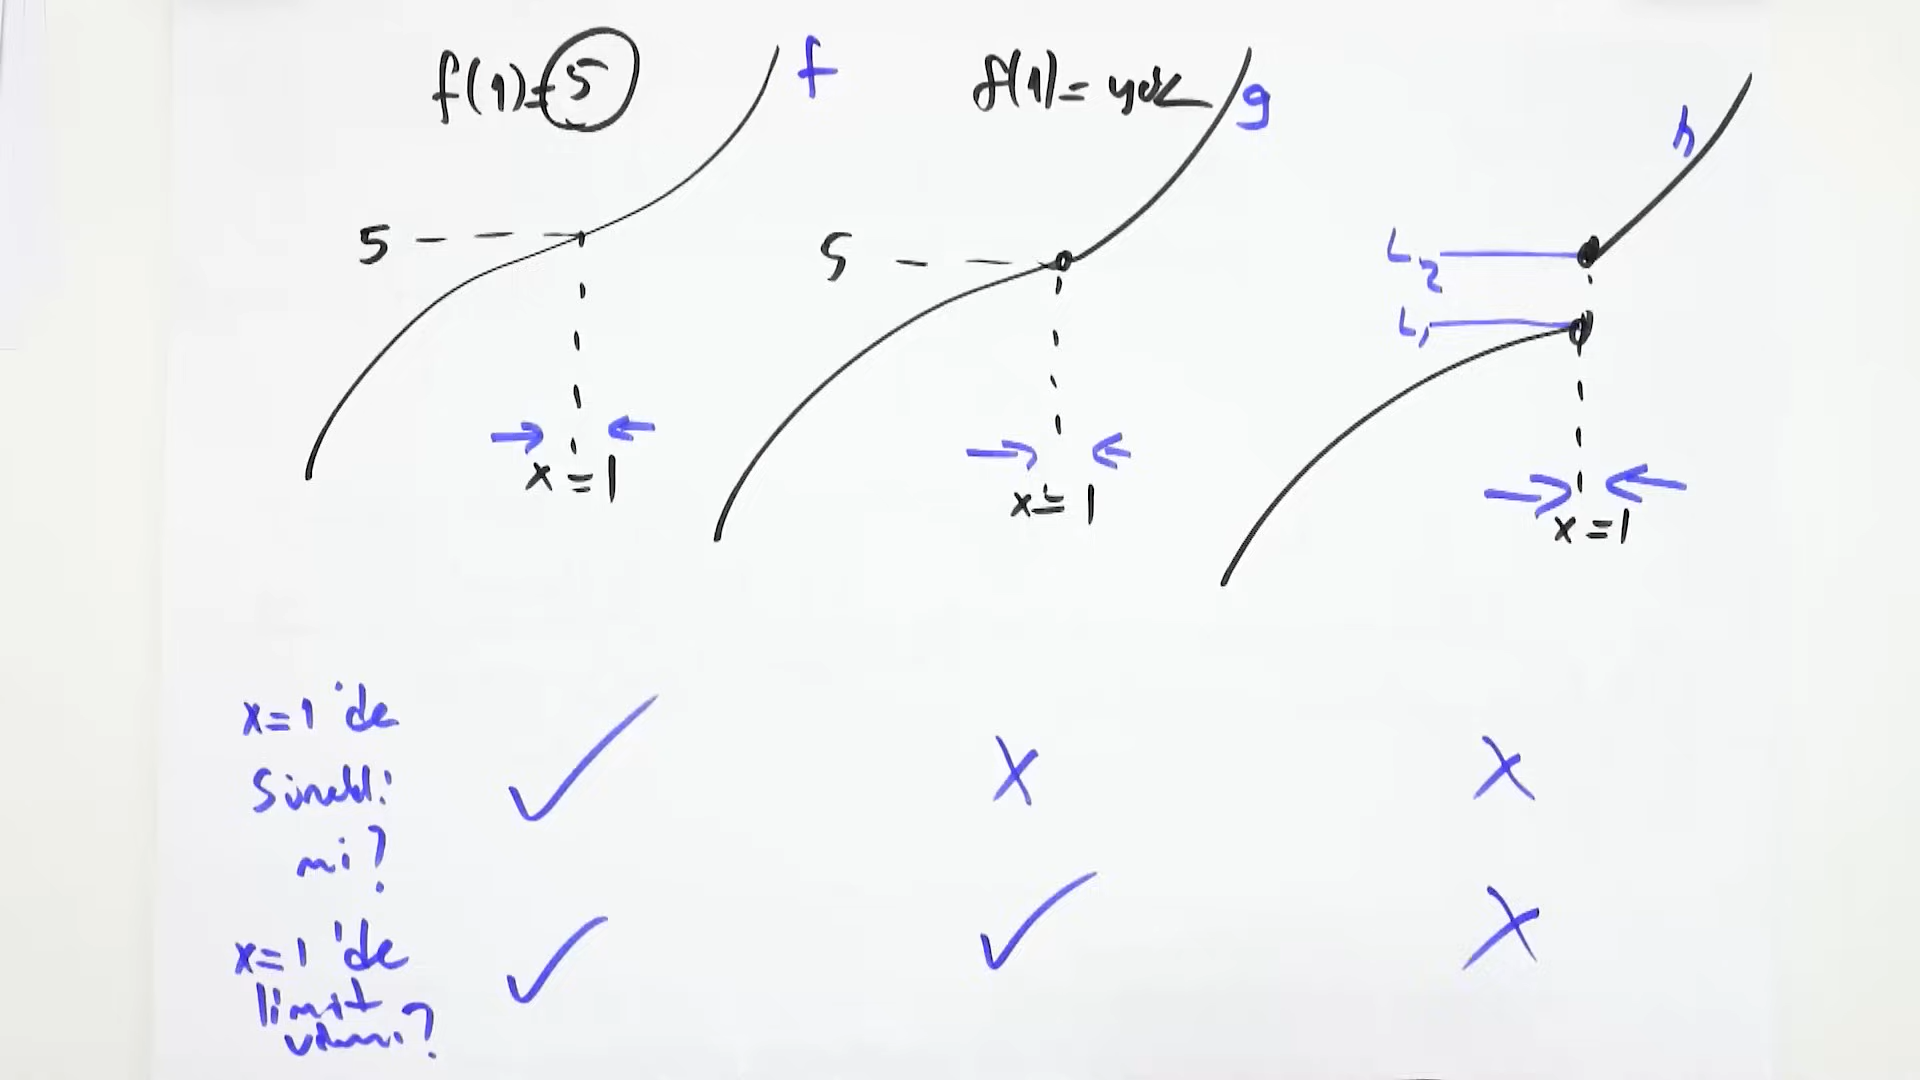 f(1)=5
f
f(1)= yok
g
h
5
5
L2
L1
x=1
x=1
x=1
x=1 'de
Sürekli
mi?
x=1 'de
limit
var mı?